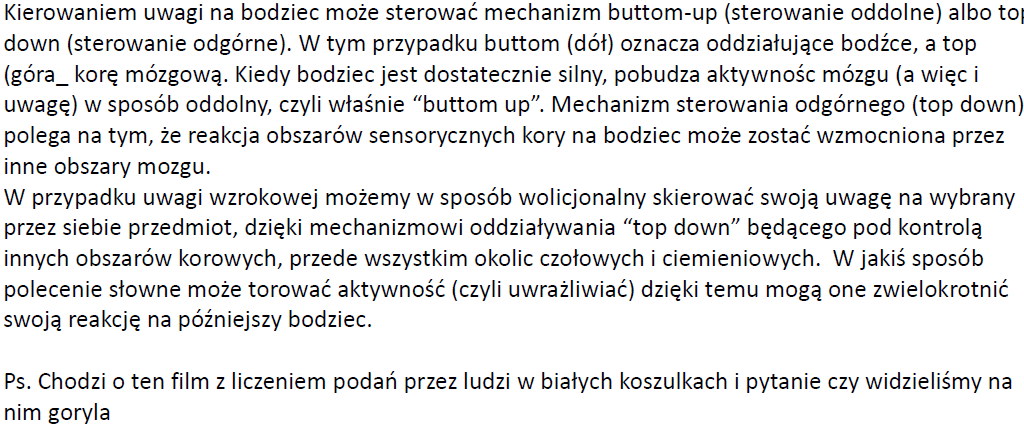 Kierowaniem uwagi na bodziec może sterować mechanizm buttom-up (sterowanie oddolne) albo top
down (sterowanie odgórne). W tym przypadku buttom (dół) oznacza oddziałujące bodźce, a top
(góra_ korę mózgową. Kiedy bodziec jest dostatecznie silny, pobudza aktywnośc mózgu (a więc i
uwagę) w sposób oddolny, czyli właśnie “buttom up”. Mechanizm sterowania odgórnego (top down)
polega na tym, że reakcja obszarów sensorycznych kory na bodziec może zostać wzmocniona przez
inne obszary mozgu.
W przypadku uwagi wzrokowej możemy w sposób wolicjonalny skierować swoją uwagę na wybrany
przez siebie przedmiot, dzięki mechanizmowi oddziaływania “top down” będącego pod kontrolą
innych obszarów korowych, przede wszystkim okolic czołowych i ciemieniowych.  W jakiś sposób
polecenie słowne może torować aktywność (czyli uwrażliwiać) dzięki temu mogą one zwielokrotnić
swoją reakcję na późniejszy bodziec.

Ps. Chodzi o ten film z liczeniem podań przez ludzi w białych koszulkach i pytanie czy widzieliśmy na
nim goryla